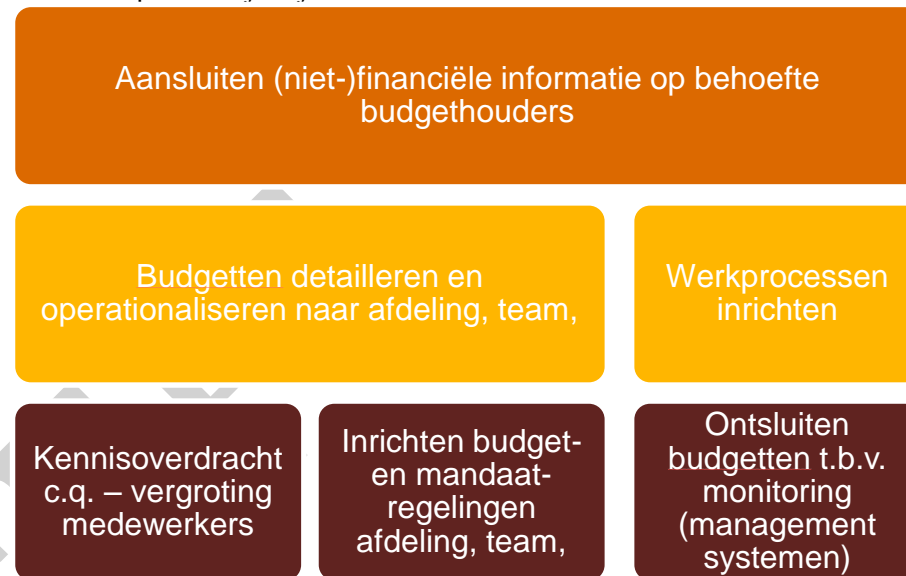 Aansluiten (niet-)financiële informatie op behoefte
budgethouders
Budgetten detailleren en
operationaliseren naar afdeling, team,
Werkprocessen
inrichten
Kennisoverdracht
c.q. – vergroting
medewerkers
Inrichten budget-
en mandaat-
regelingen
afdeling, team,
Ontsluiten
budgetten t.b.v.
monitoring
(management
systemen)